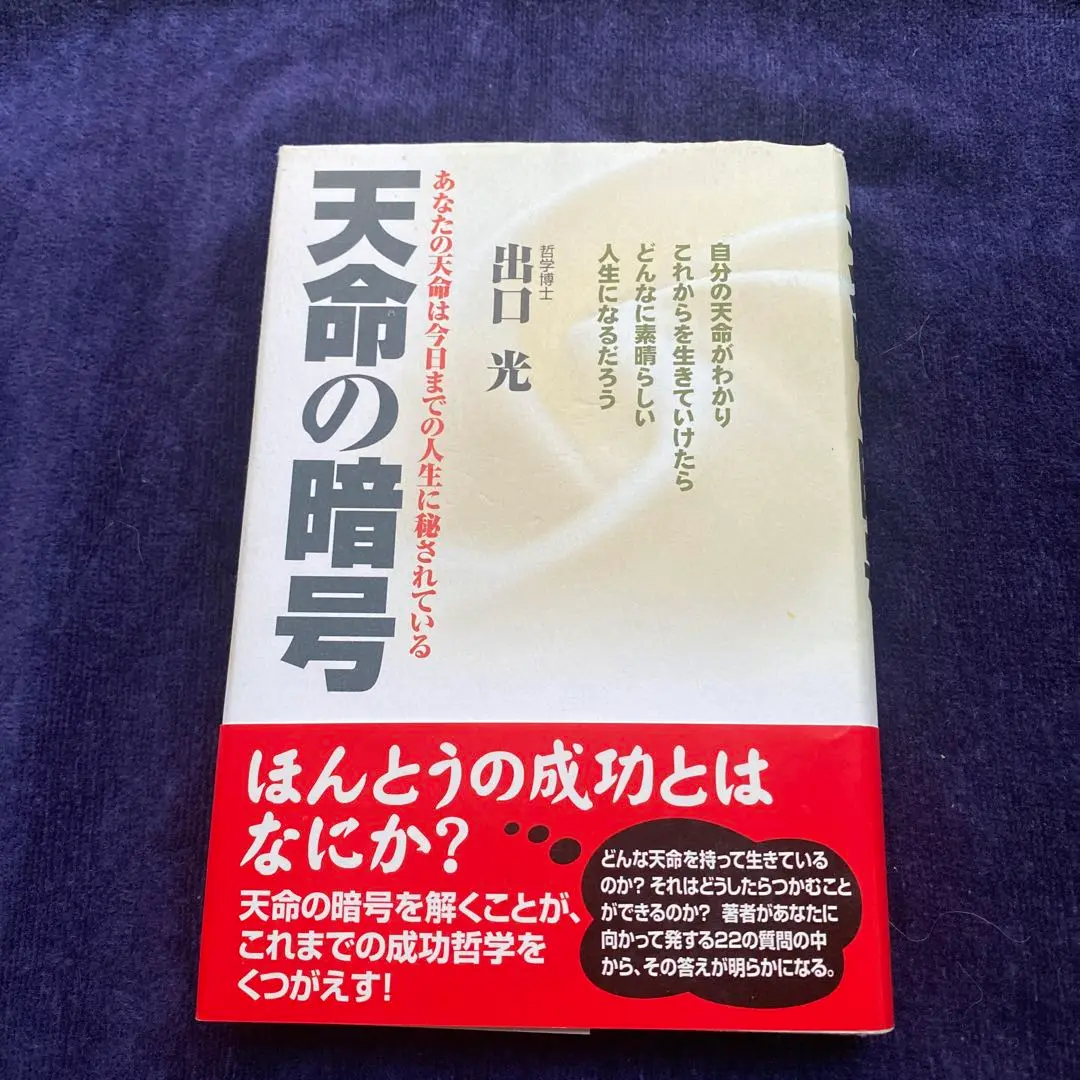 自分の天命がわかり
これからを生きていけたら
どんなに素晴らしい
人生になるだろう
哲学博士
出口 光
あなたの天命は今日までの人生に秘されている
天命の暗号
ほんとうの成功とは
なにか?
天命の暗号を解くことが、
これまでの成功哲学を
くつがえす!
どんな天命を持って生きている
のか? それはどうしたらつかむこと
ができるのか? 著者があなたに
向かって発する22の質問の中
から、その答えが明らかになる。